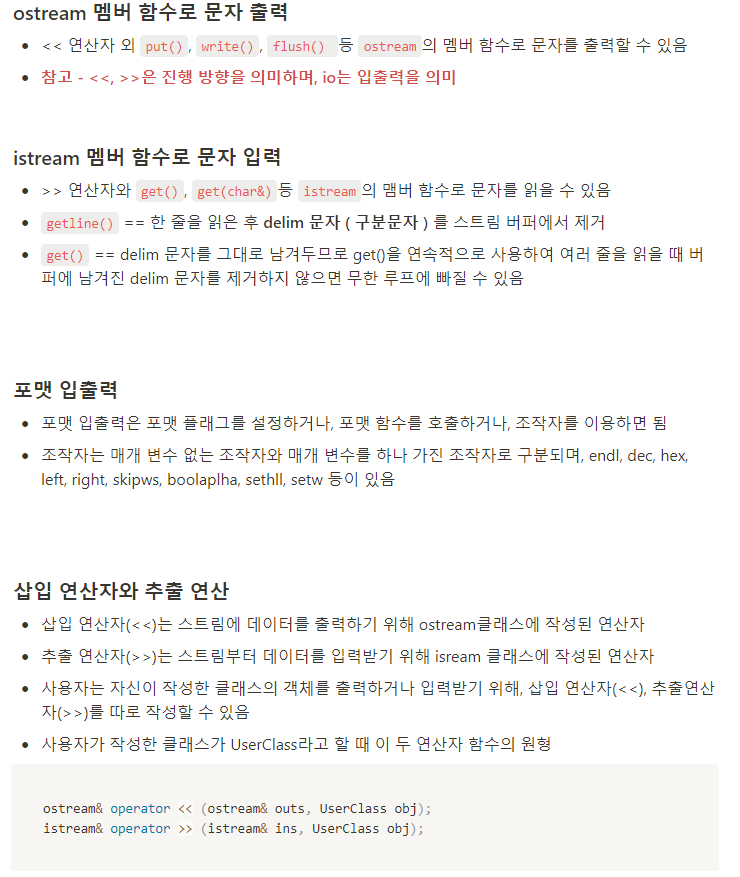 ostream 멤버 함수로 문자 출력
• << 연산자 외 put() , write() , flush() 등 ostream 의 멤버 함수로 문자를 출력할 수 있음
• 참고 - <<, >>은 진행 방향을 의미하며, io는 입출력을 의미
istream 멤버 함수로 문자 입력
• >> 연산자와 get() , get(char&) 등 istream 의 맴버 함수로 문자를 읽을 수 있음
• getline() == 한 줄을 읽은 후 delim 문자 ( 구분문자 ) 를 스트림 버퍼에서 제거
• get() == delim 문자를 그대로 남겨두므로 get()을 연속적으로 사용하여 여러 줄을 읽을 때 버
퍼에 남겨진 delim 문자를 제거하지 않으면 무한 루프에 빠질 수 있음
포맷 입출력
• 포맷 입출력은 포맷 플래그를 설정하거나, 포맷 함수를 호출하거나, 조작자를 이용하면 됨
• 조작자는 매개 변수 없는 조작자와 매개 변수를 하나 가진 조작자로 구분되며, endl, dec, hex,
left, right, skipws, boolaplha, sethll, setw 등이 있음
삽입 연산자와 추출 연산
• 삽입 연산자(<<)는 스트림에 데이터를 출력하기 위해 ostream클래스에 작성된 연산자
• 추출 연산자(>>)는 스트림부터 데이터를 입력받기 위해 isream 클래스에 작성된 연산자
• 사용자는 자신이 작성한 클래스의 객체를 출력하거나 입력받기 위해, 삽입 연산자(<<), 추출연산
자(>>)를 따로 작성할 수 있음
• 사용자가 작성한 클래스가 UserClass라고 할 때 이 두 연산자 함수의 원형
ostream& operator << (ostream& outs, UserClass obj);
istream& operator >> (istream& ins, UserClass obj);